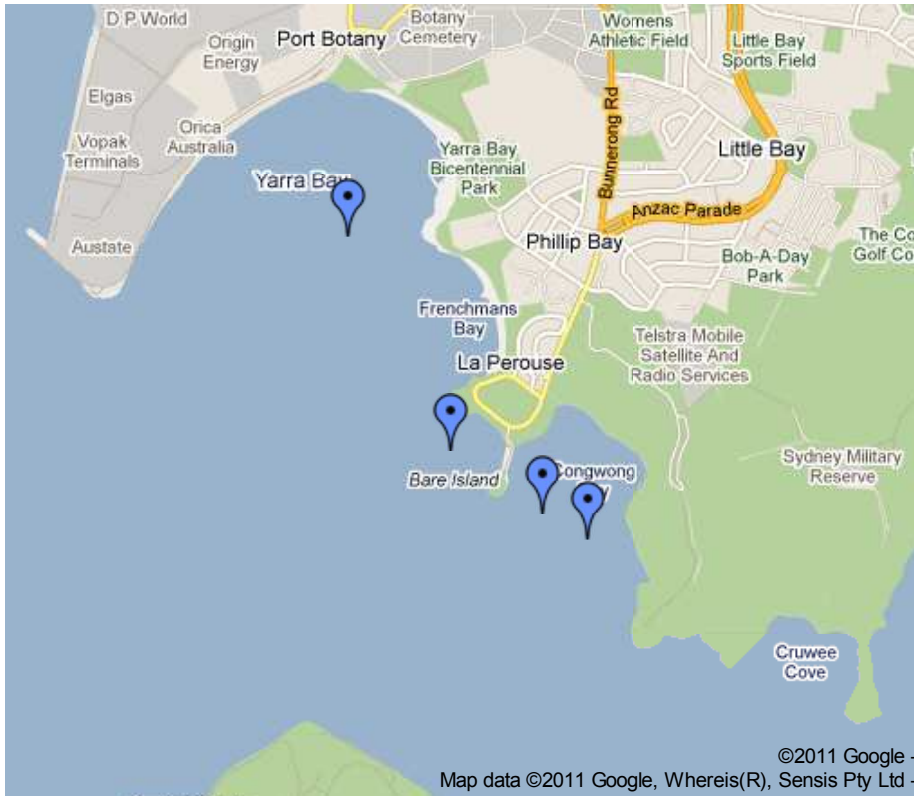 D P World
Botany
Cemetery
Womens
Athletic Field
Port Botany
Origin
Energy
Little Bay
Sports Field
Elgas
Bunnerong Rd
Orica
Australia
Vopak
Terminals
Yarra Bay
Bicentennial
Park
Little Bay
Yarra Bay
Anzac Parade
Austate
Phillip Bay
The Co
Golf Co
Bob-A-Day
Park
Frenchmans
Bay
Telstra Mobile
Satellite And
Radio Services
La Perouse
Sydney Military
Reserve
Bare Island
Congwong
Cruwee
Cove
©2011 Google -
Map data ©2011 Google, Whereis(R), Sensis Pty Ltd -